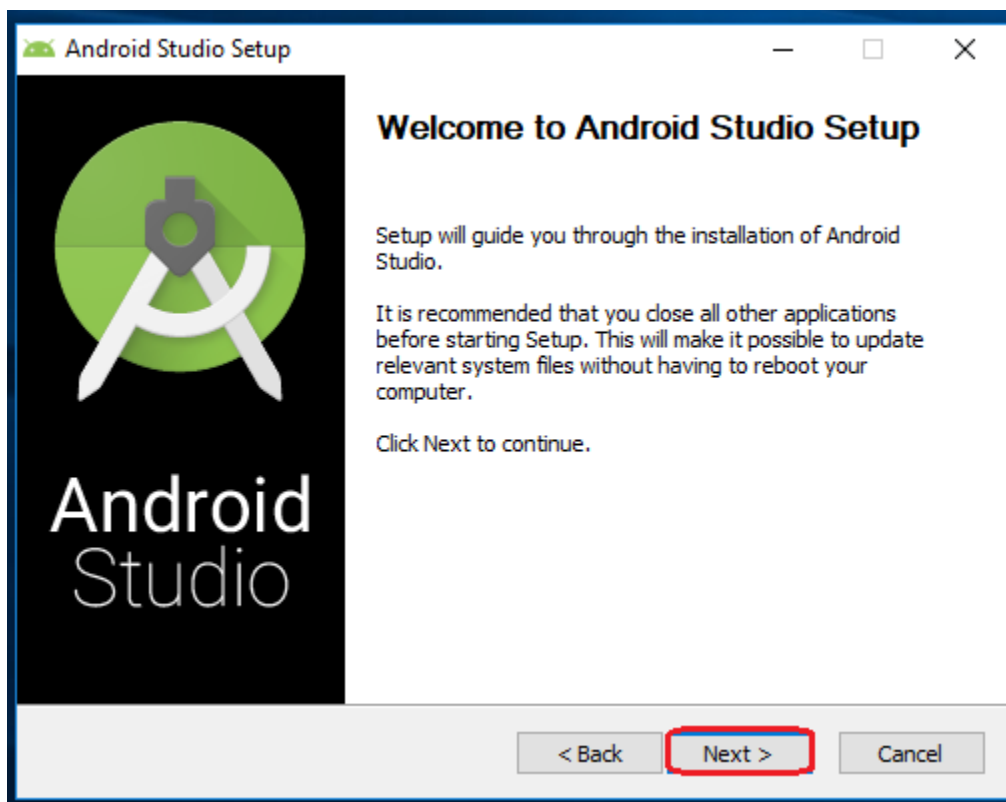 Android Studio Setup
Welcome to Android Studio Setup
Setup will guide you through the installation of Android
Studio.
It is recommended that you close all other applications
before starting Setup. This will make it possible to update
relevant system files without having to reboot your
computer.
Click Next to continue.
Android
Studio
< Back
Next >
Cancel